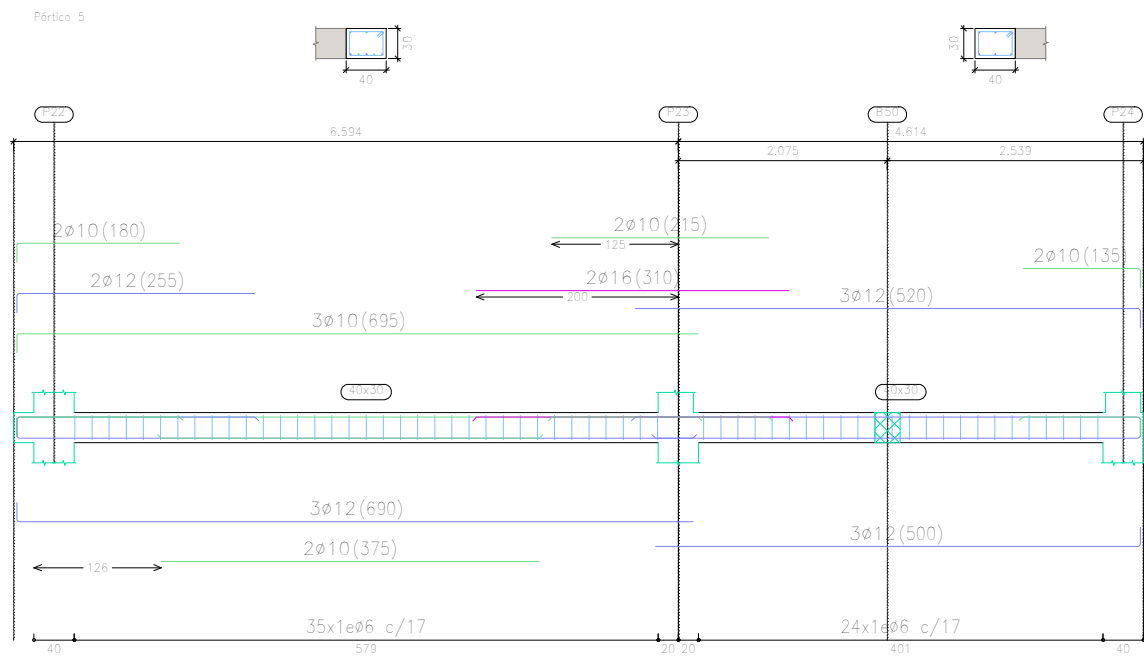 Pórtico 5
30
40
30
40
P22
P23
B50
P24
6.594
4.614
2.075
2.539
2ø10(180)
2ø10(215)
125
2ø10(135)
2ø12(255)
2ø16(310)
200
3ø12(520)
3ø10(695)
40x30
40x30
3ø12(690)
3ø12(500)
2ø10(375)
126
35x1eø6 c/17
24x1eø6 c/17
40
579
20
20
401
40